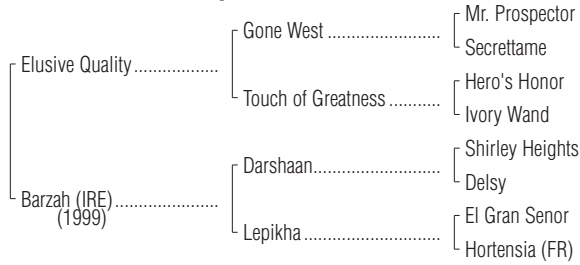 Mr. Prospector
Gone West
Secrettame
Elusive Quality
Hero's Honor
Touch of Greatness
Ivory Wand
Shirley Heights
Darshaan
Delsy
Barzah (IRE)
(1999)
El Gran Senor
Lepikha
Hortensia (FR)